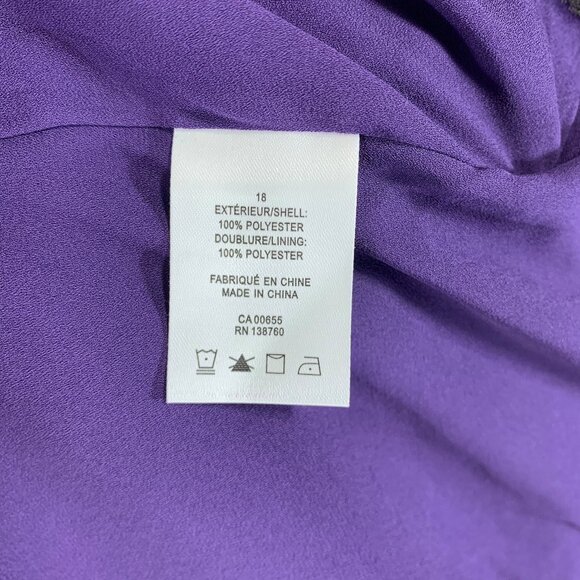 18
EXTÉRIEUR/SHELL:
100% POLYESTER
DOUBLURE/LINING:
100% POLYESTER
FABRIQUÉ EN CHINE
MADE IN CHINA
CA 00655
RN 138760